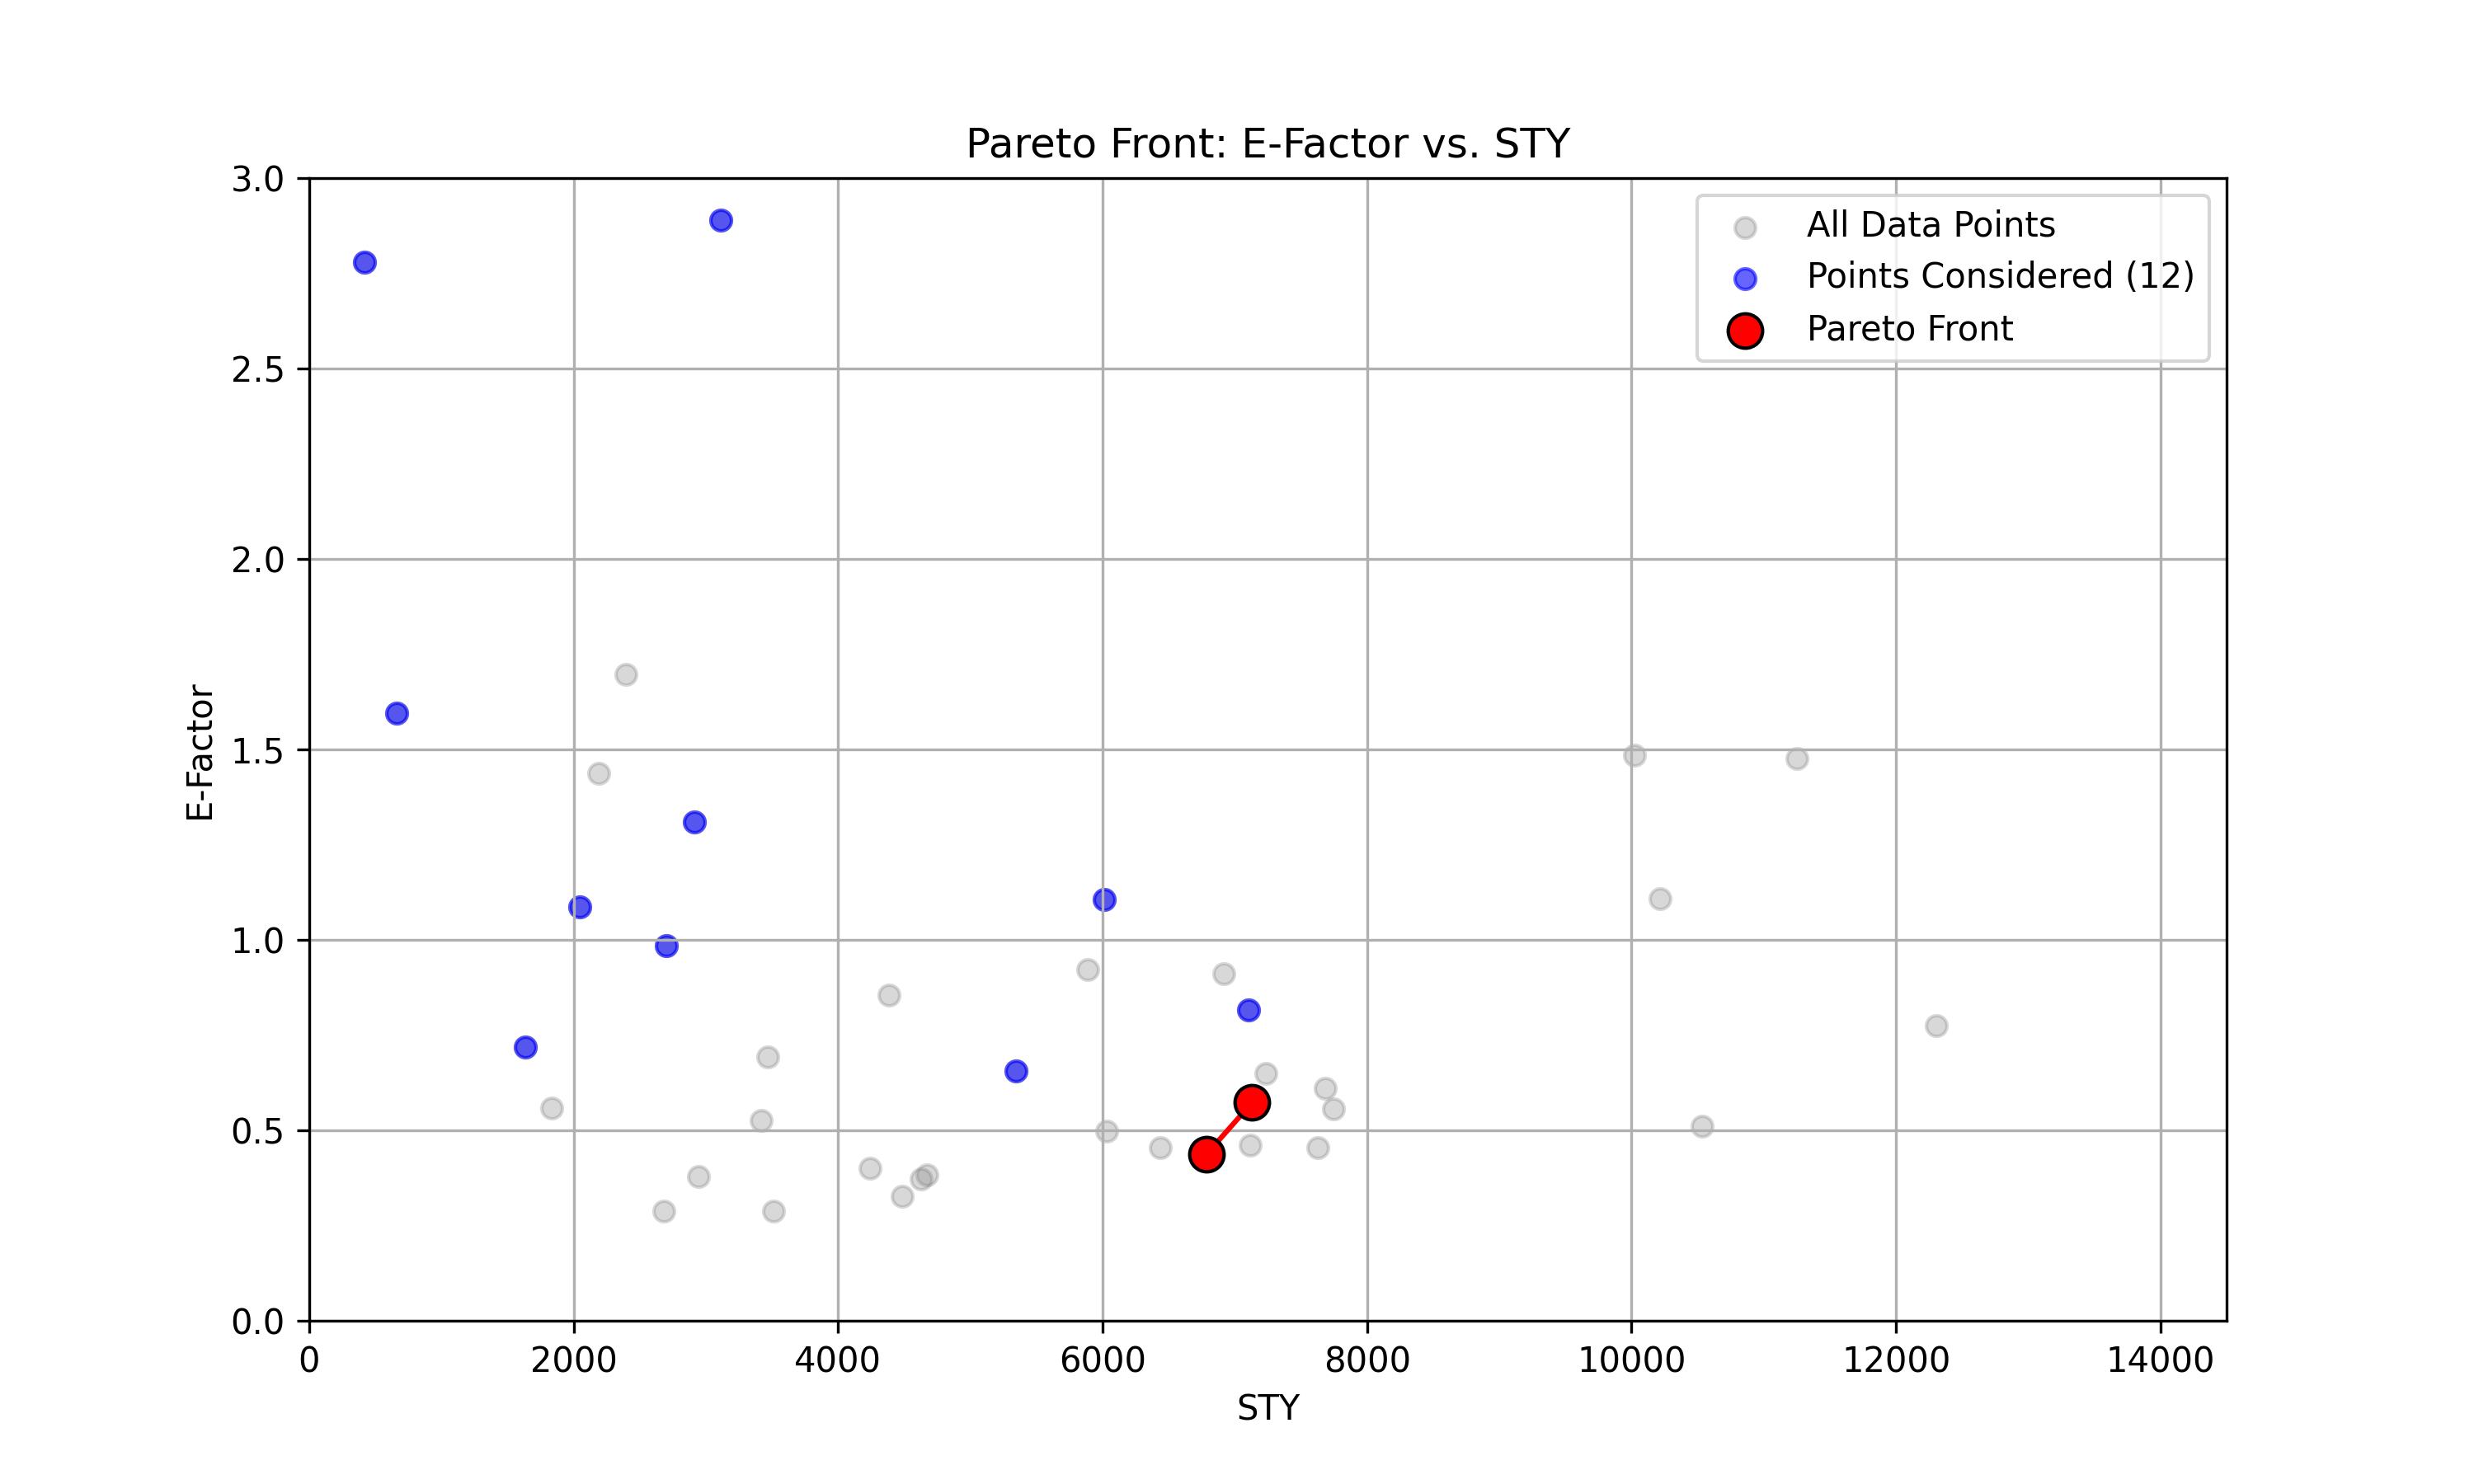 Pareto Front: E-Factor vs. STY
3.0
2.5
2.0
1.5
1.0
0.5
0.0
E-Factor
All Data Points
Points Considered (12)
Pareto Front
0 2000 4000 6000 8000 10000 12000 14000
STY